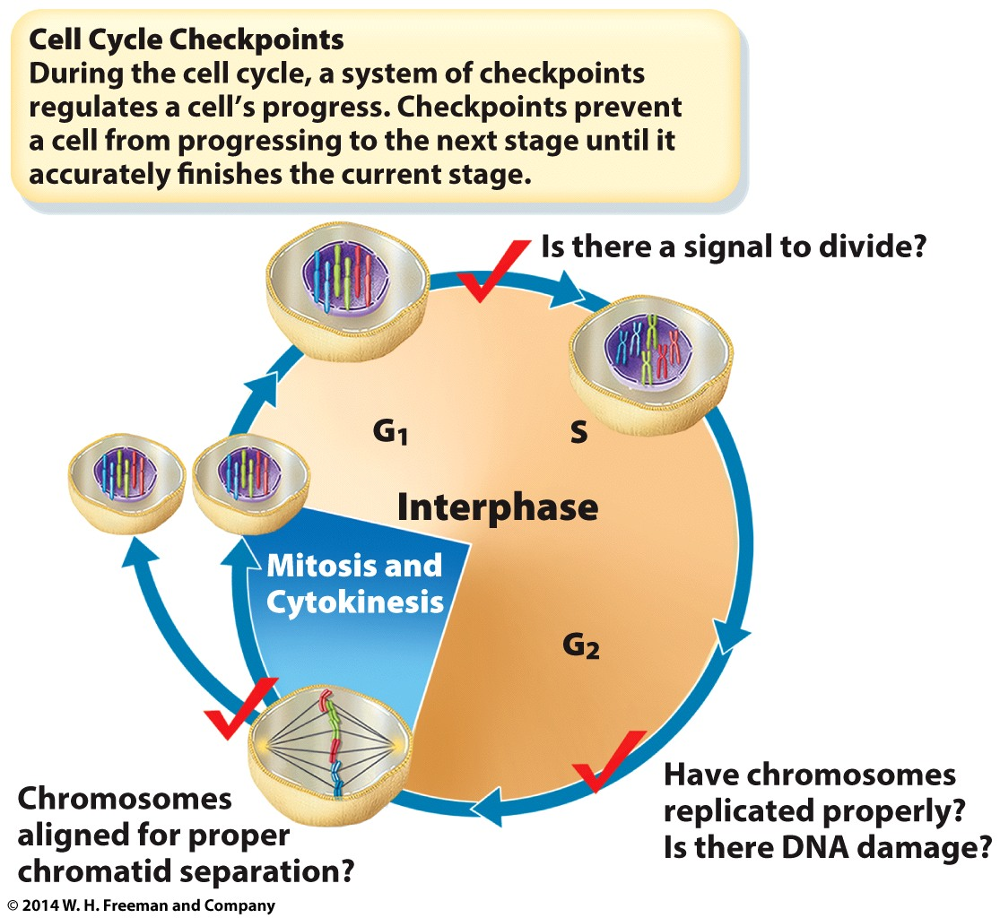 Cell Cycle Checkpoints
During the cell cycle, a system of checkpoints
regulates a cell's progress. Checkpoints prevent
a cell from progressing to the next stage until it
accurately finishes the current stage.
Is there a signal to divide?
G1
S
Interphase
Mitosis and
Cytokinesis
G2
Have chromosomes
replicated properly?
Is there DNA damage?
Chromosomes
aligned for proper
chromatid separation?
© 2014 W. H. Freeman and Company